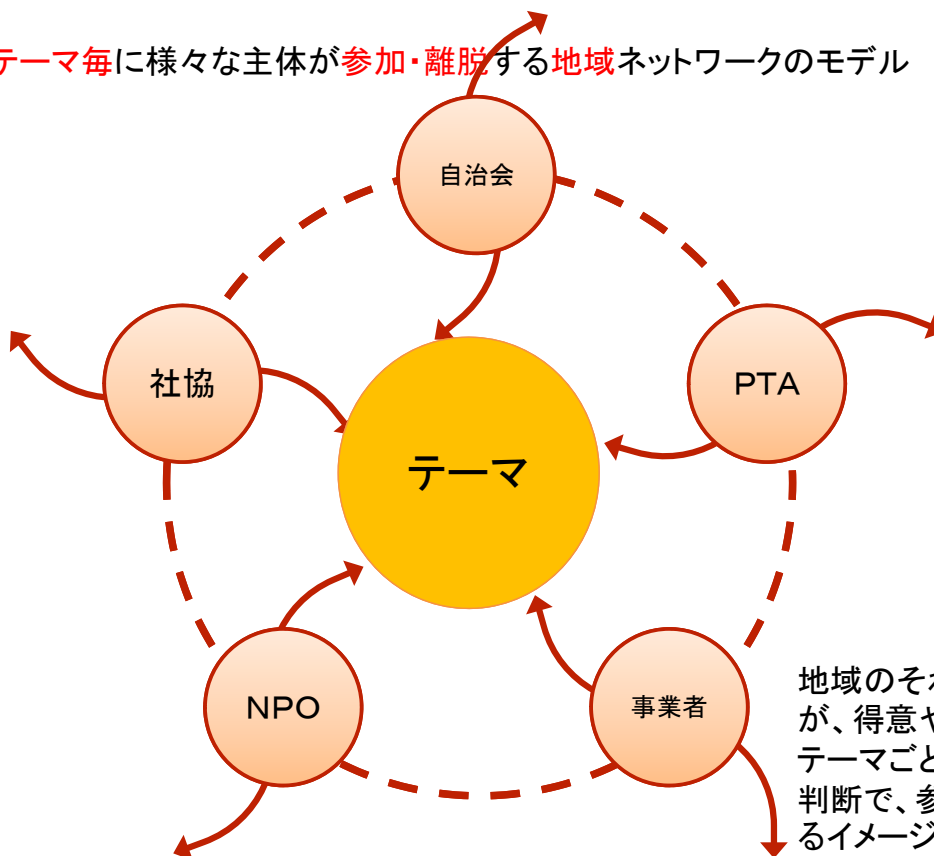 テーマ毎に様々な主体が参加・離脱する地域ネットワークのモデル
自治会
社協
PTA
テーマ
NPO
事業者
地域のそ
が、得意
テーマごと
判断で、参
るイメージ